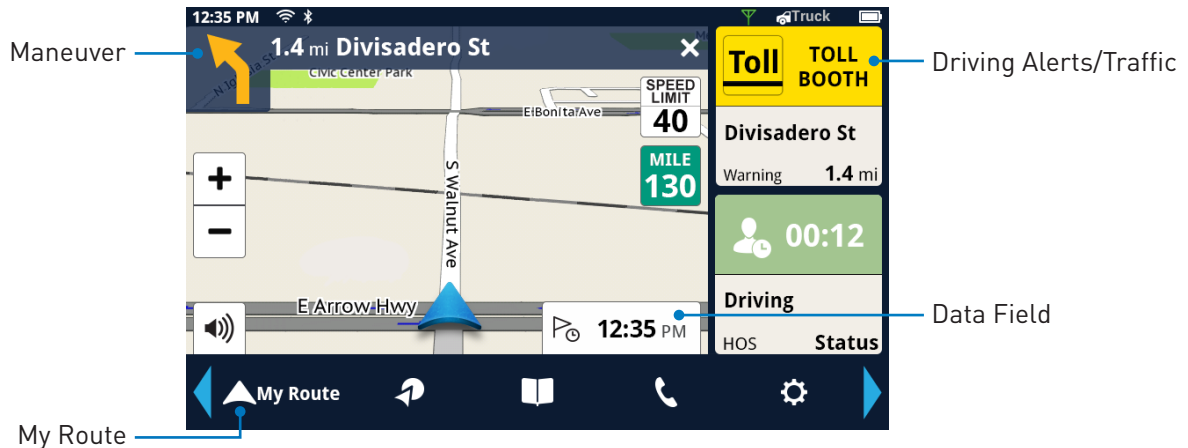 12:35 PM
Truck
Maneuver
1.4 mi Divisadero St
Toll
TOLL
BOOTH
Driving Alerts/Traffic
Civic Center Park
SPEED
LIMIT
40
ElBonita Ave
Divisadero St
Warning 1.4 mi
MILE
130
+
−
S Walnut Ave
00:12
E Arrow Hwy
Driving
12:35 PM
Data Field
HOS Status
My Route
My Route